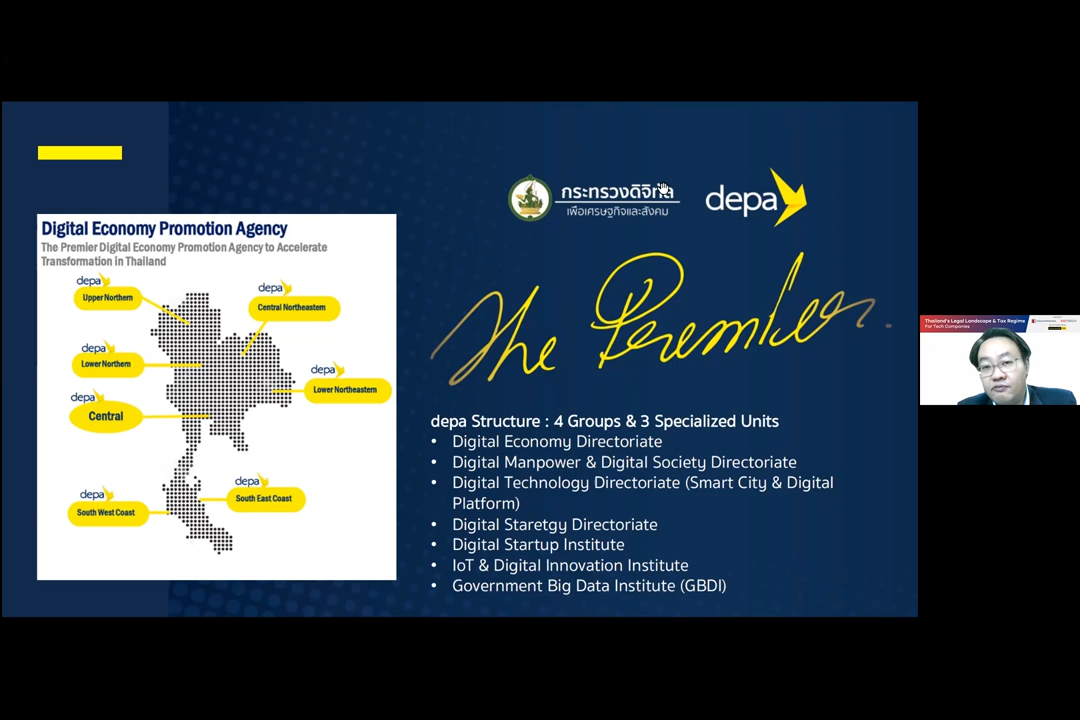 กระทรวงดิจิทัล
เพื่อเศรษฐกิจและสังคม
depa
Digital Economy Promotion Agency
The Premier Digital Economy Promotion Agency to Accelerate
Transformation in Thailand
depa
Upper Northern
depa
Central Northeastern
depa
Lower Northern
depa
Lower Northeastern
depa
Central
depa
South East Coast
depa
South West Coast
The Premier.
depa Structure : 4 Groups & 3 Specialized Units
• Digital Economy Directoriate
• Digital Manpower & Digital Society Directoriate
• Digital Technology Directoriate (Smart City & Digital
Platform)
• Digital Staretgy Directoriate
• Digital Startup Institute
• IoT & Digital Innovation Institute
• Government Big Data Institute (GBDI)
Thailand's Legal Landscape & Tax Regime
For Tech Companies